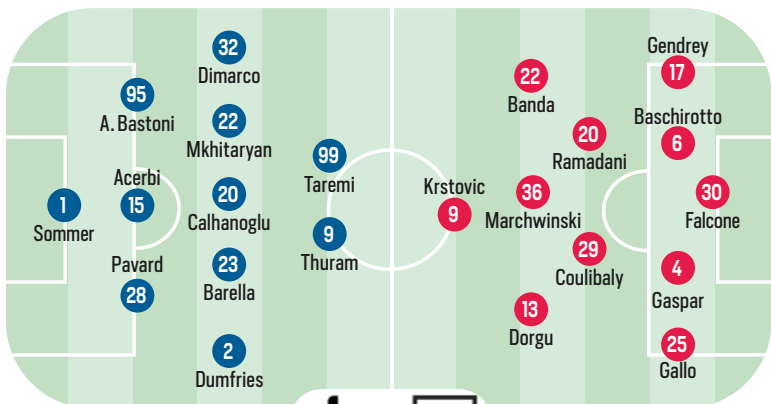 1
Sommer
95
A. Bastoni
Acerbi
15
Pavard
28
32
Dimarco
22
Mkhitaryan
20
Calhanoglu
23
Barella
2
Dumfries
99
Taremi
9
Thuram
Krstovic
9
22
Banda
36
Marchwinski
13
Dorgu
20
Ramadani
29
Coulibaly
Gendrey
17
Baschirotto
6
4
Gaspar
25
Gallo
30
Falcone